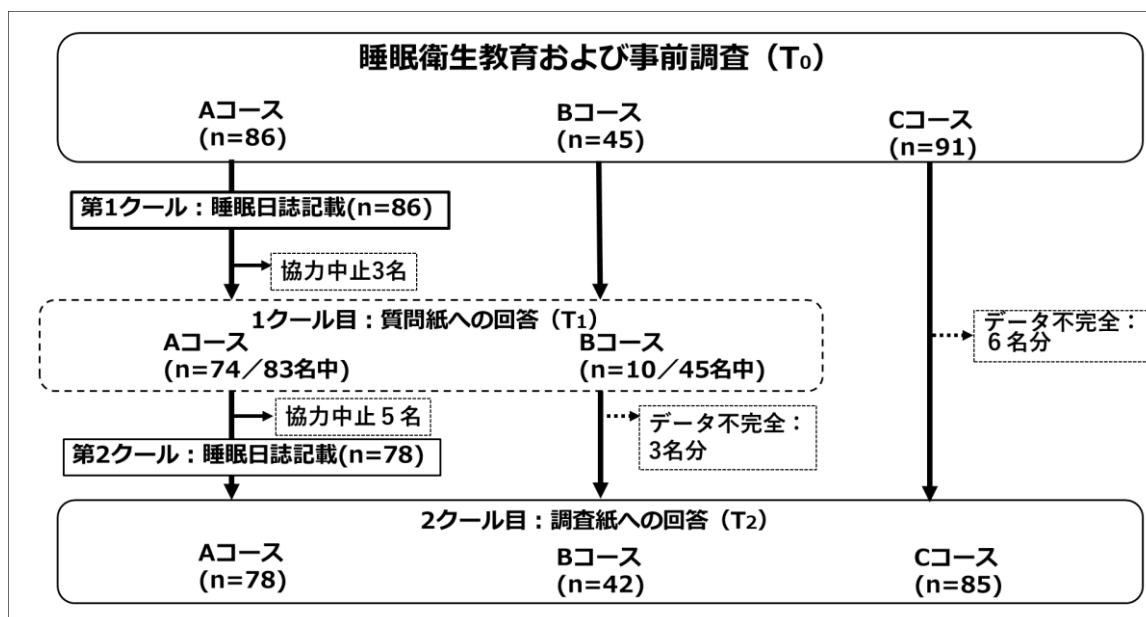 睡眠衛生教育および事前調査（T₀）
Aコース
(n=86)
Bコース
(n=45)
Cコース
(n=91)
第1クール：睡眠日誌記載(n=86)
協力中止3名
1クール目：質問紙への回答（T₁）
Aコース
(n=74／83名中)
Bコース
(n=10／45名中)
データ不完全：
６名分
協力中止５名
データ不完全：
3名分
第2クール：睡眠日誌記載(n=78)
2クール目：調査紙への回答（T₂）
Aコース
(n=78)
Bコース
(n=42)
Cコース
(n=85)